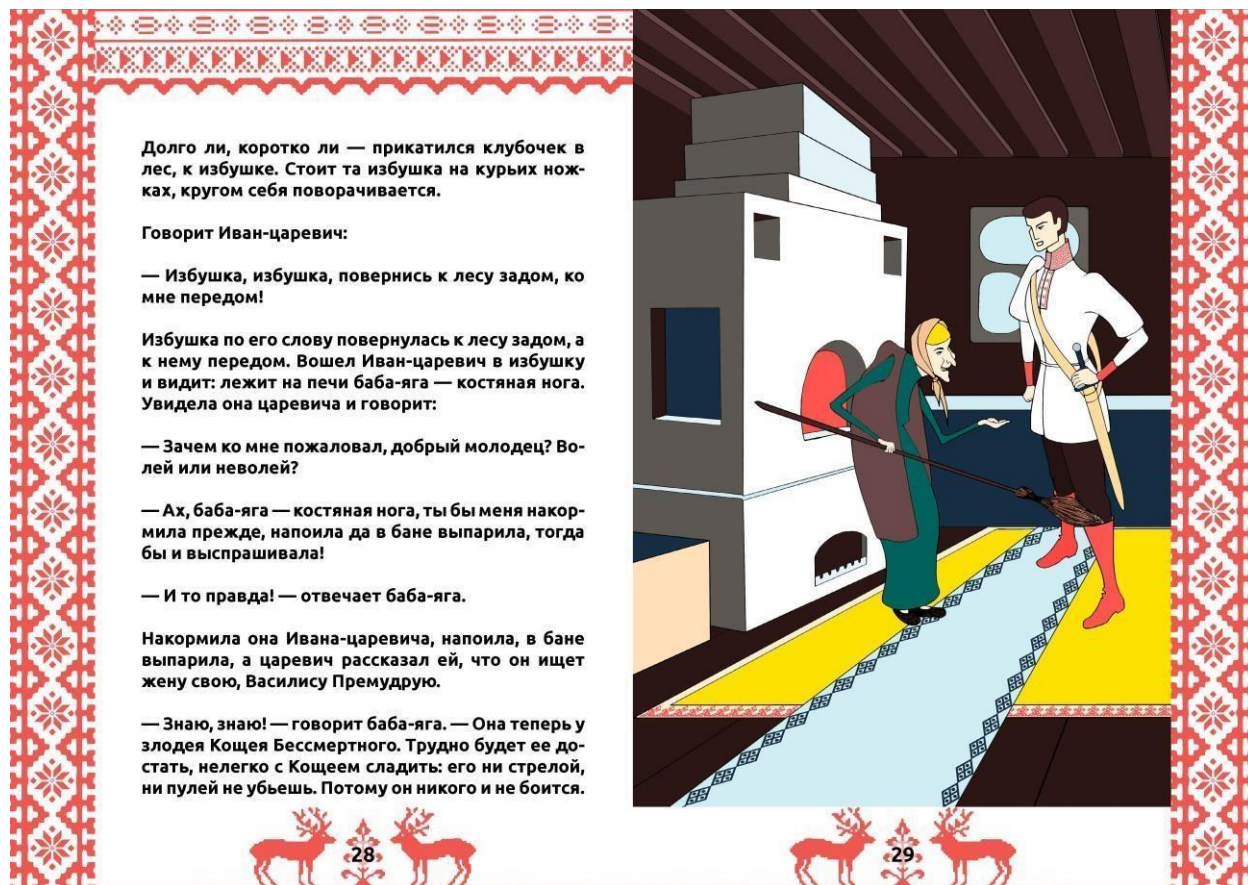 Долго ли, коротко ли — прикатился клубочек в
лес, к избушке. Стоит та избушка на курьих нож-
ках, кругом себя поворачивается.
Говорит Иван-царевич:
— Избушка, избушка, повернись к лесу задом, ко
мне передом!
Избушка по его слову повернулась к лесу задом, а
к нему передом. Вошел Иван-царевич в избушку
и видит: лежит на печи баба-яга — костяная нога.
Увидела она царевича и говорит:
— Зачем ко мне пожаловал, добрый молодец? Во-
лей или неволей?
— Ах, баба-яга — костяная нога, ты бы меня накор-
мила прежде, напоила да в бане выпарила, тогда
бы и выспрашивала!
— И то правда! — отвечает баба-яга.
Накормила она Ивана-царевича, напоила, в бане
выпарила, а царевич рассказал ей, что он ищет
жену свою, Василису Премудрую.
— Знаю, знаю! — говорит баба-яга. — Она теперь у
злодея Кощея Бессмертного. Трудно будет ее до-
стать, нелегко с Кощеем сладить: его ни стрелой,
ни пулей не убьешь. Потому он никого и не боится.
28
29